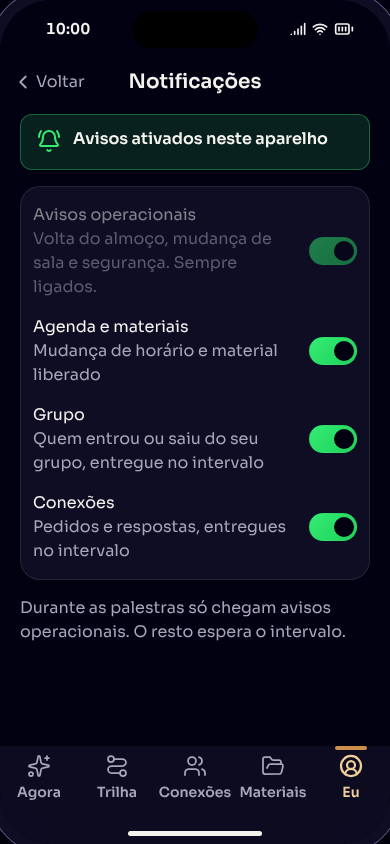 10:00
Voltar
Notificações
Avisos ativados neste aparelho
Avisos operacionais
Volta do almoço, mudança de
sala e segurança. Sempre
ligados.
Agenda e materiais
Mudança de horário e material
liberado
Grupo
Quem entrou ou saiu do seu
grupo, entregue no intervalo
Conexões
Pedidos e respostas, entregues
no intervalo
Durante as palestras só chegam avisos
operacionais. O resto espera o intervalo.
Agora
Trilha
Conexões
Materiais
Eu